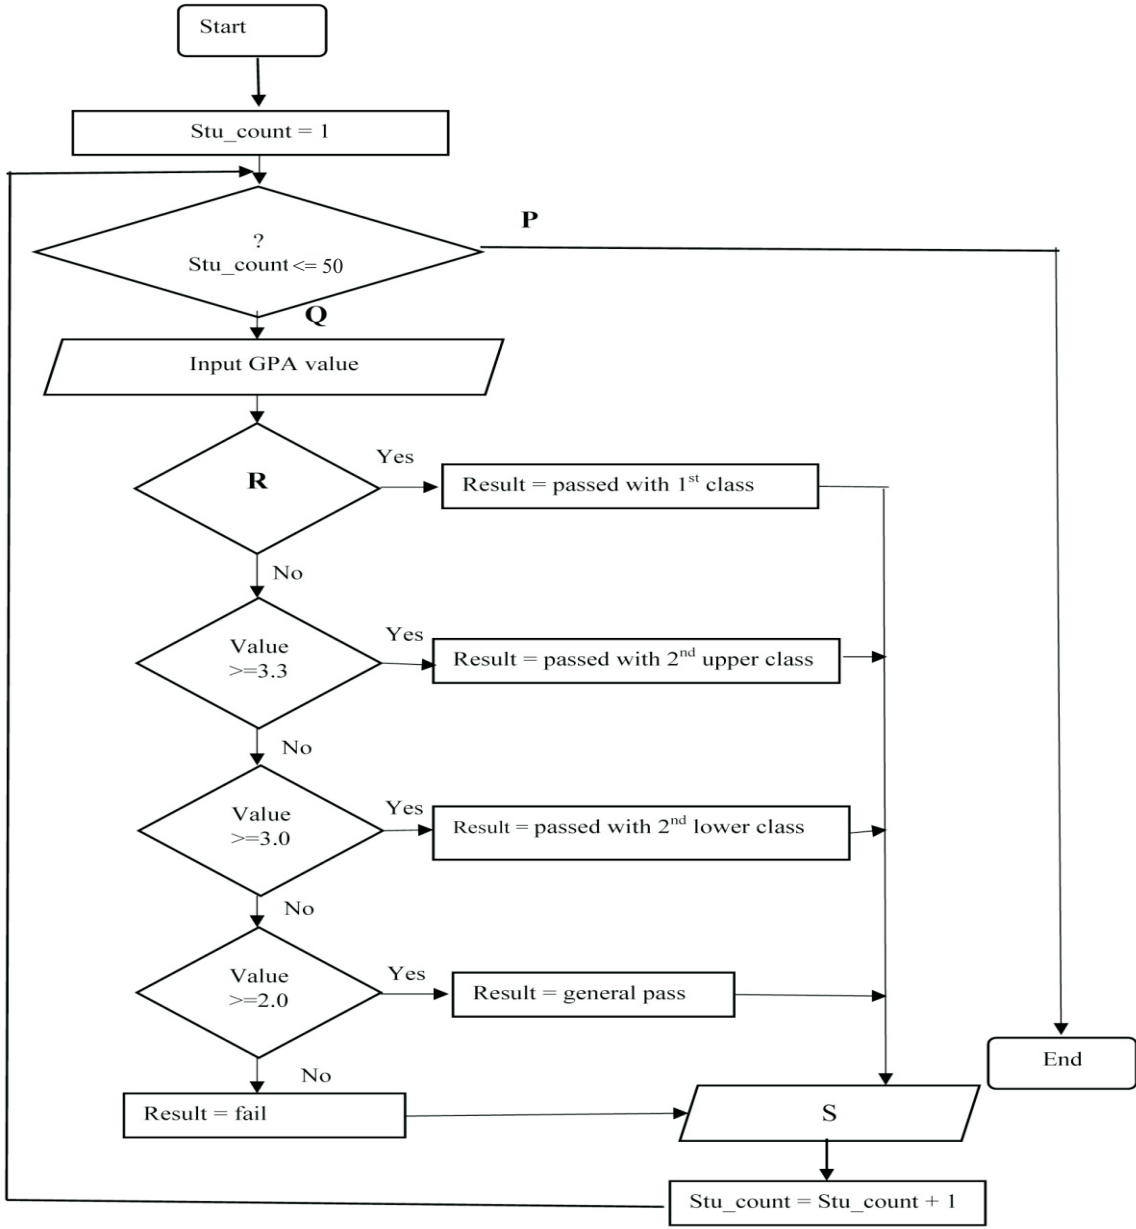 Start
Stu_count = 1
P
?
Stu_count <= 50
Q
Input GPA value
R
Yes
Result = passed with 1st class
No
Value
>=3.3
Yes
Result = passed with 2nd upper class
No
Value
>=3.0
Yes
Result = passed with 2nd lower class
No
Value
>=2.0
Yes
Result = general pass
No
End
Result = fail
S
Stu_count = Stu_count + 1